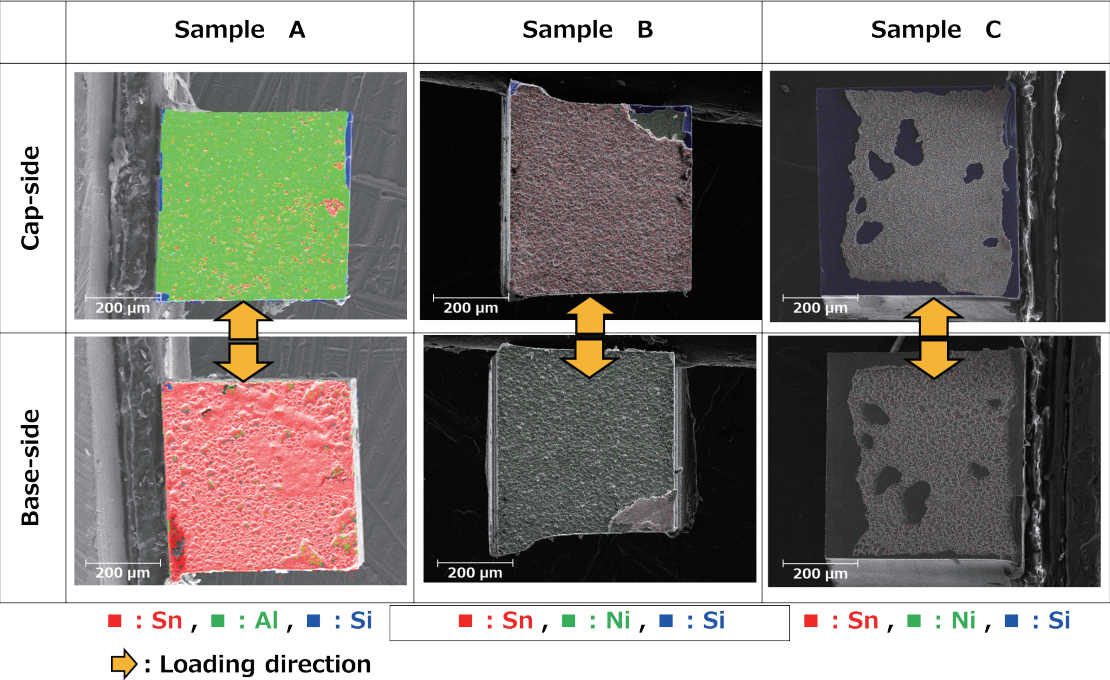 Sample A
Sample B
Sample C
Cap-side
200 μm
200 μm
200 μm
Base-side
200 μm
200 μm
200 μm
■ : Sn , ■ : Al , ■ : Si
■ : Sn , ■ : Ni , ■ : Si
■ : Sn , ■ : Ni , ■ : Si
: Loading direction